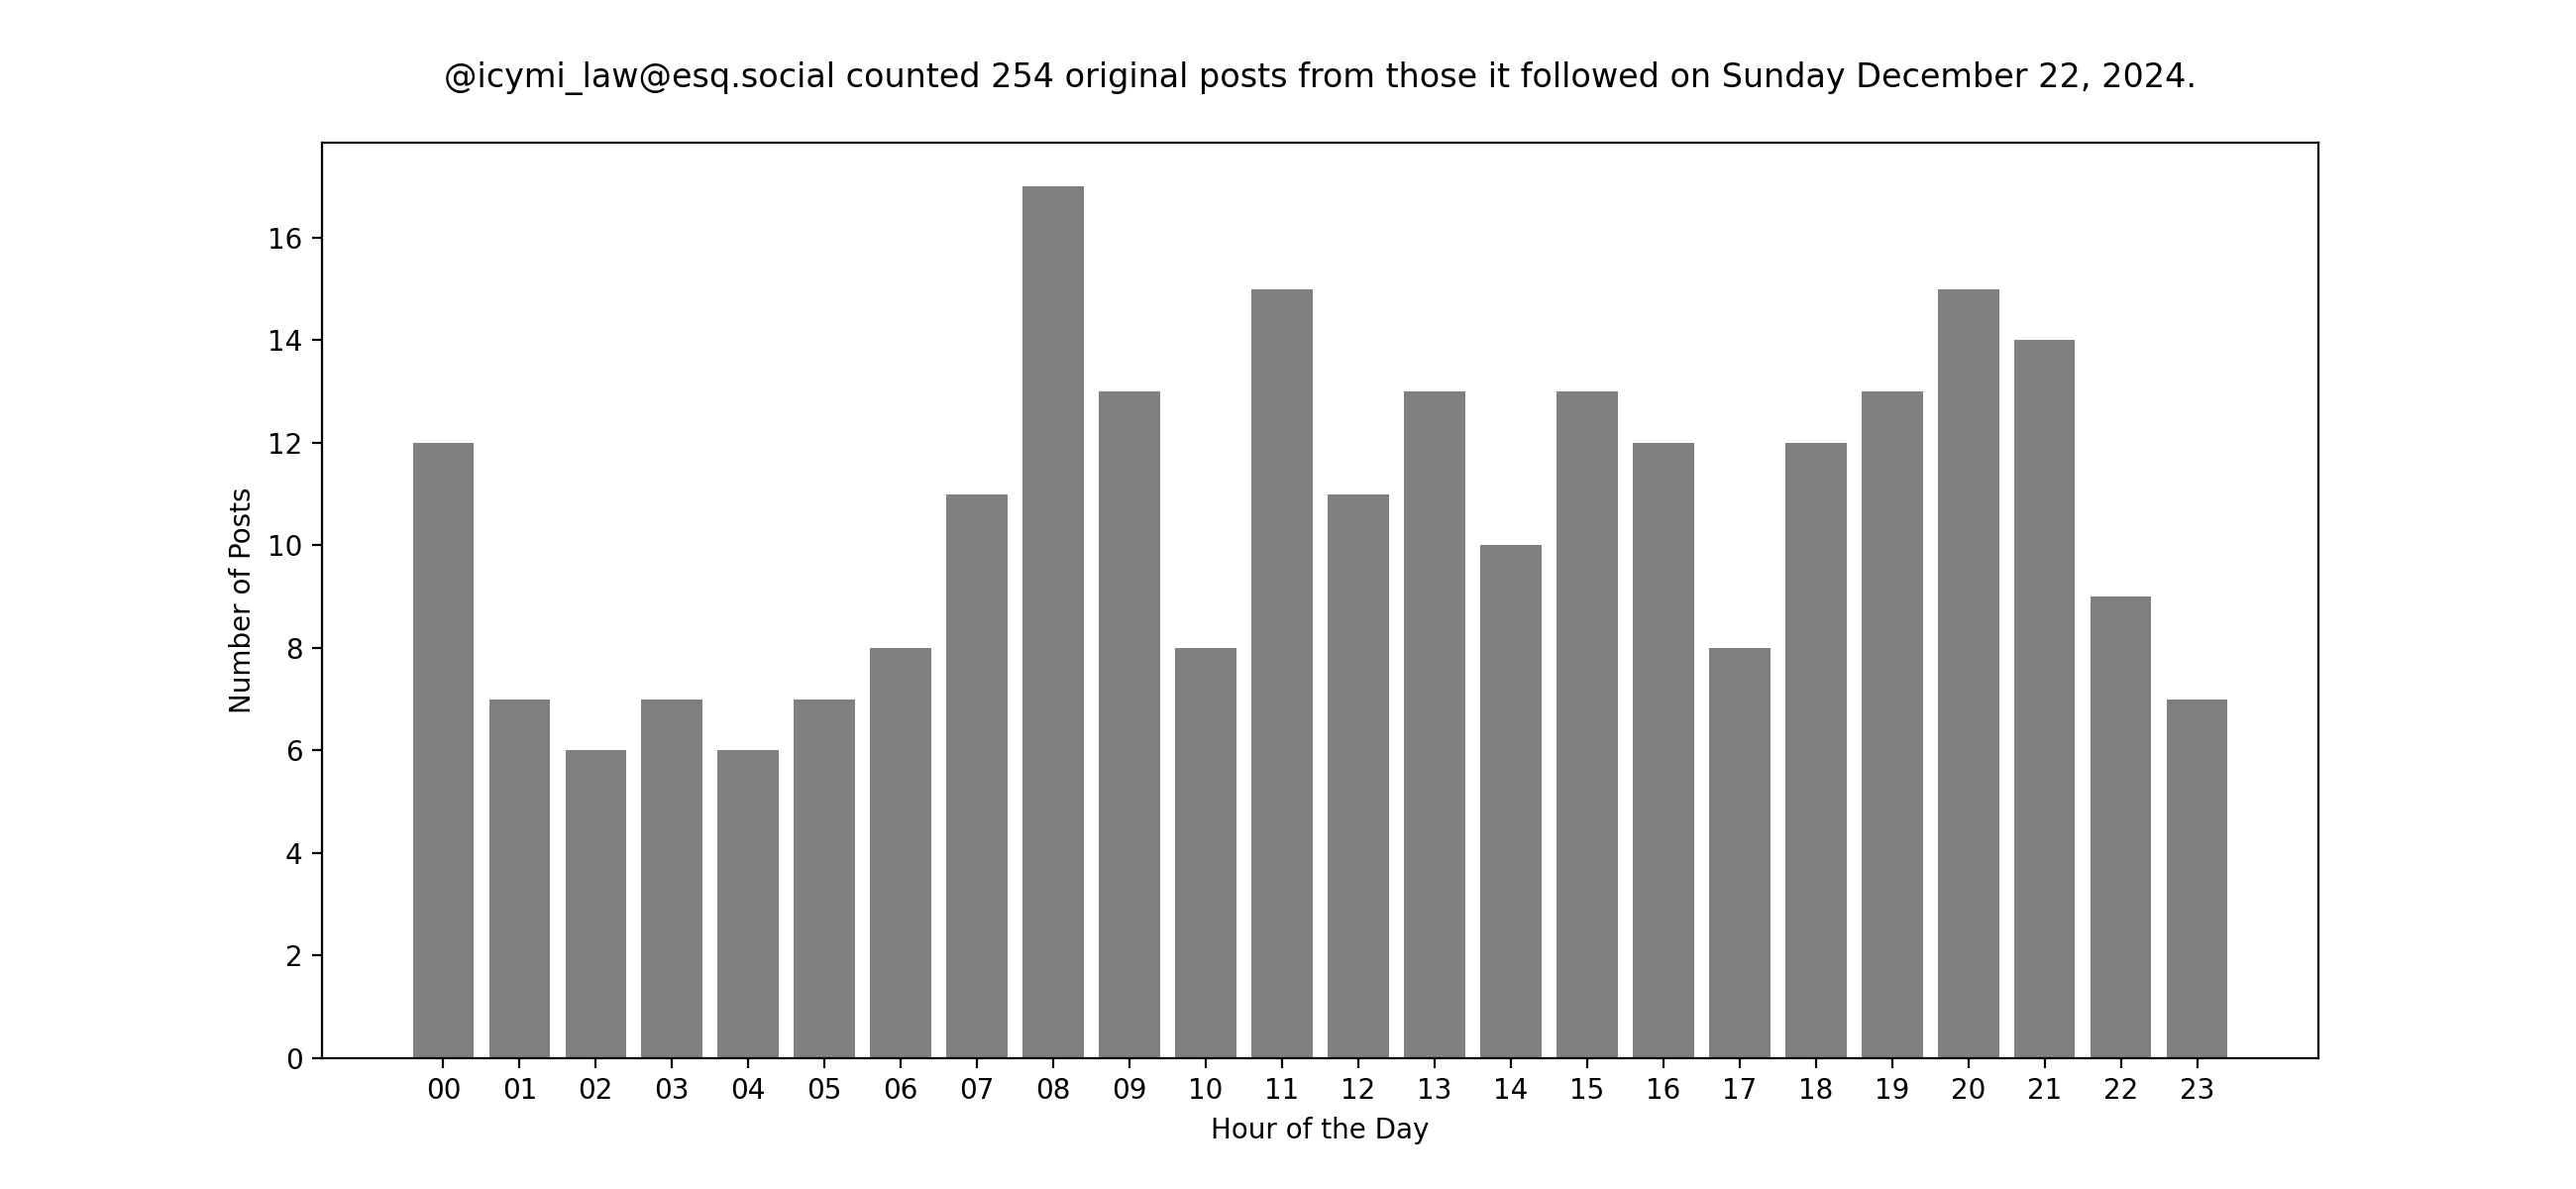 @icymi_law@esq.social counted 254 original posts from those it followed on Sunday December 22, 2024.
16
14
12
10
8
6
4
2
0
Number of Posts
00 01 02 03 04 05 06 07 08 09 10 11 12 13 14 15 16 17 18 19 20 21 22 23
Hour of the Day